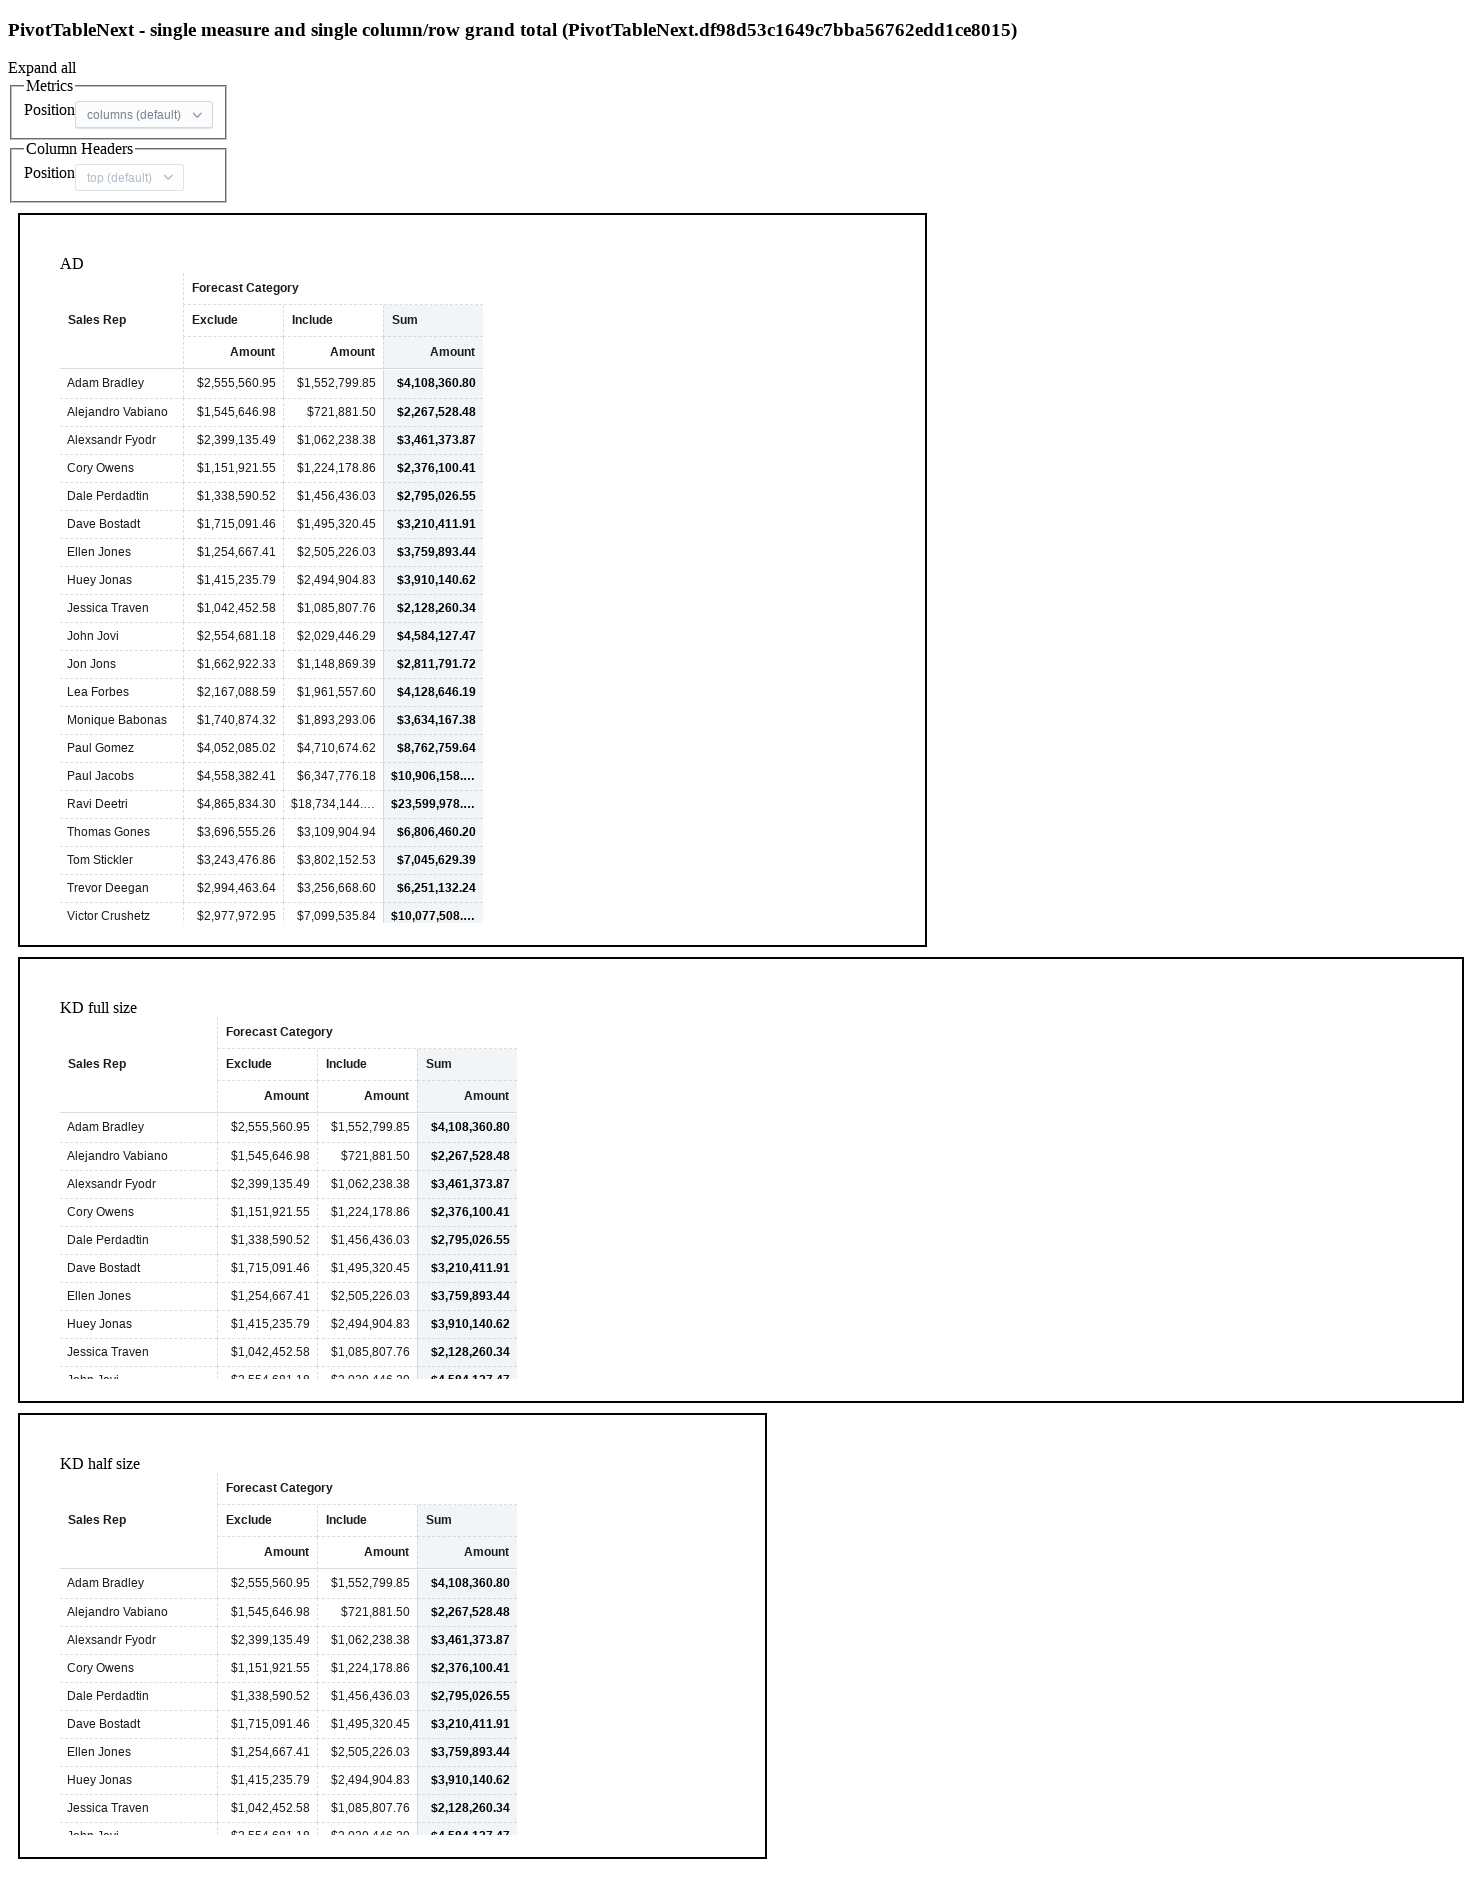 PivotTableNext - single measure and single column/row grand total (PivotTableNext.df98d53c1649c7bba56762edd1ce8015)
Expand all
Metrics
Position columns (default)
Column Headers
Position top (default)
AD
Forecast Category
Sales Rep Exclude Include Sum
Amount Amount Amount
Adam Bradley $2,555,560.95 $1,552,799.85 $4,108,360.80
Alejandro Vabiano $1,545,646.98 $721,881.50 $2,267,528.48
Alexsandr Fyodr $2,399,135.49 $1,062,238.38 $3,461,373.87
Cory Owens $1,151,921.55 $1,224,178.86 $2,376,100.41
Dale Perdadtin $1,338,590.52 $1,456,436.03 $2,795,026.55
Dave Bostadt $1,715,091.46 $1,495,320.45 $3,210,411.91
Ellen Jones $1,254,667.41 $2,505,226.03 $3,759,893.44
Huey Jonas $1,415,235.79 $2,494,904.83 $3,910,140.62
Jessica Traven $1,042,452.58 $1,085,807.76 $2,128,260.34
John Jovi $2,554,681.18 $2,029,446.29 $4,584,127.47
Jon Jons $1,662,922.33 $1,148,869.39 $2,811,791.72
Lea Forbes $2,167,088.59 $1,961,557.60 $4,128,646.19
Monique Babonas $1,740,874.32 $1,893,293.06 $3,634,167.38
Paul Gomez $4,052,085.02 $4,710,674.62 $8,762,759.64
Paul Jacobs $4,558,382.41 $6,347,776.18 $10,906,158.…
Ravi Deetri $4,865,834.30 $18,734,144.… $23,599,978.…
Thomas Gones $3,696,555.26 $3,109,904.94 $6,806,460.20
Tom Stickler $3,243,476.86 $3,802,152.53 $7,045,629.39
Trevor Deegan $2,994,463.64 $3,256,668.60 $6,251,132.24
Victor Crushetz $2,977,972.95 $7,099,535.84 $10,077,508.…
KD full size
Forecast Category
Sales Rep Exclude Include Sum
Amount Amount Amount
Adam Bradley $2,555,560.95 $1,552,799.85 $4,108,360.80
Alejandro Vabiano $1,545,646.98 $721,881.50 $2,267,528.48
Alexsandr Fyodr $2,399,135.49 $1,062,238.38 $3,461,373.87
Cory Owens $1,151,921.55 $1,224,178.86 $2,376,100.41
Dale Perdadtin $1,338,590.52 $1,456,436.03 $2,795,026.55
Dave Bostadt $1,715,091.46 $1,495,320.45 $3,210,411.91
Ellen Jones $1,254,667.41 $2,505,226.03 $3,759,893.44
Huey Jonas $1,415,235.79 $2,494,904.83 $3,910,140.62
Jessica Traven $1,042,452.58 $1,085,807.76 $2,128,260.34
John Jovi $2,554,681.18 $2,029,446.29 $4,584,127.47
KD half size
Forecast Category
Sales Rep Exclude Include Sum
Amount Amount Amount
Adam Bradley $2,555,560.95 $1,552,799.85 $4,108,360.80
Alejandro Vabiano $1,545,646.98 $721,881.50 $2,267,528.48
Alexsandr Fyodr $2,399,135.49 $1,062,238.38 $3,461,373.87
Cory Owens $1,151,921.55 $1,224,178.86 $2,376,100.41
Dale Perdadtin $1,338,590.52 $1,456,436.03 $2,795,026.55
Dave Bostadt $1,715,091.46 $1,495,320.45 $3,210,411.91
Ellen Jones $1,254,667.41 $2,505,226.03 $3,759,893.44
Huey Jonas $1,415,235.79 $2,494,904.83 $3,910,140.62
Jessica Traven $1,042,452.58 $1,085,807.76 $2,128,260.34
John Jovi $2,554,681.18 $2,029,446.29 $4,584,127.47